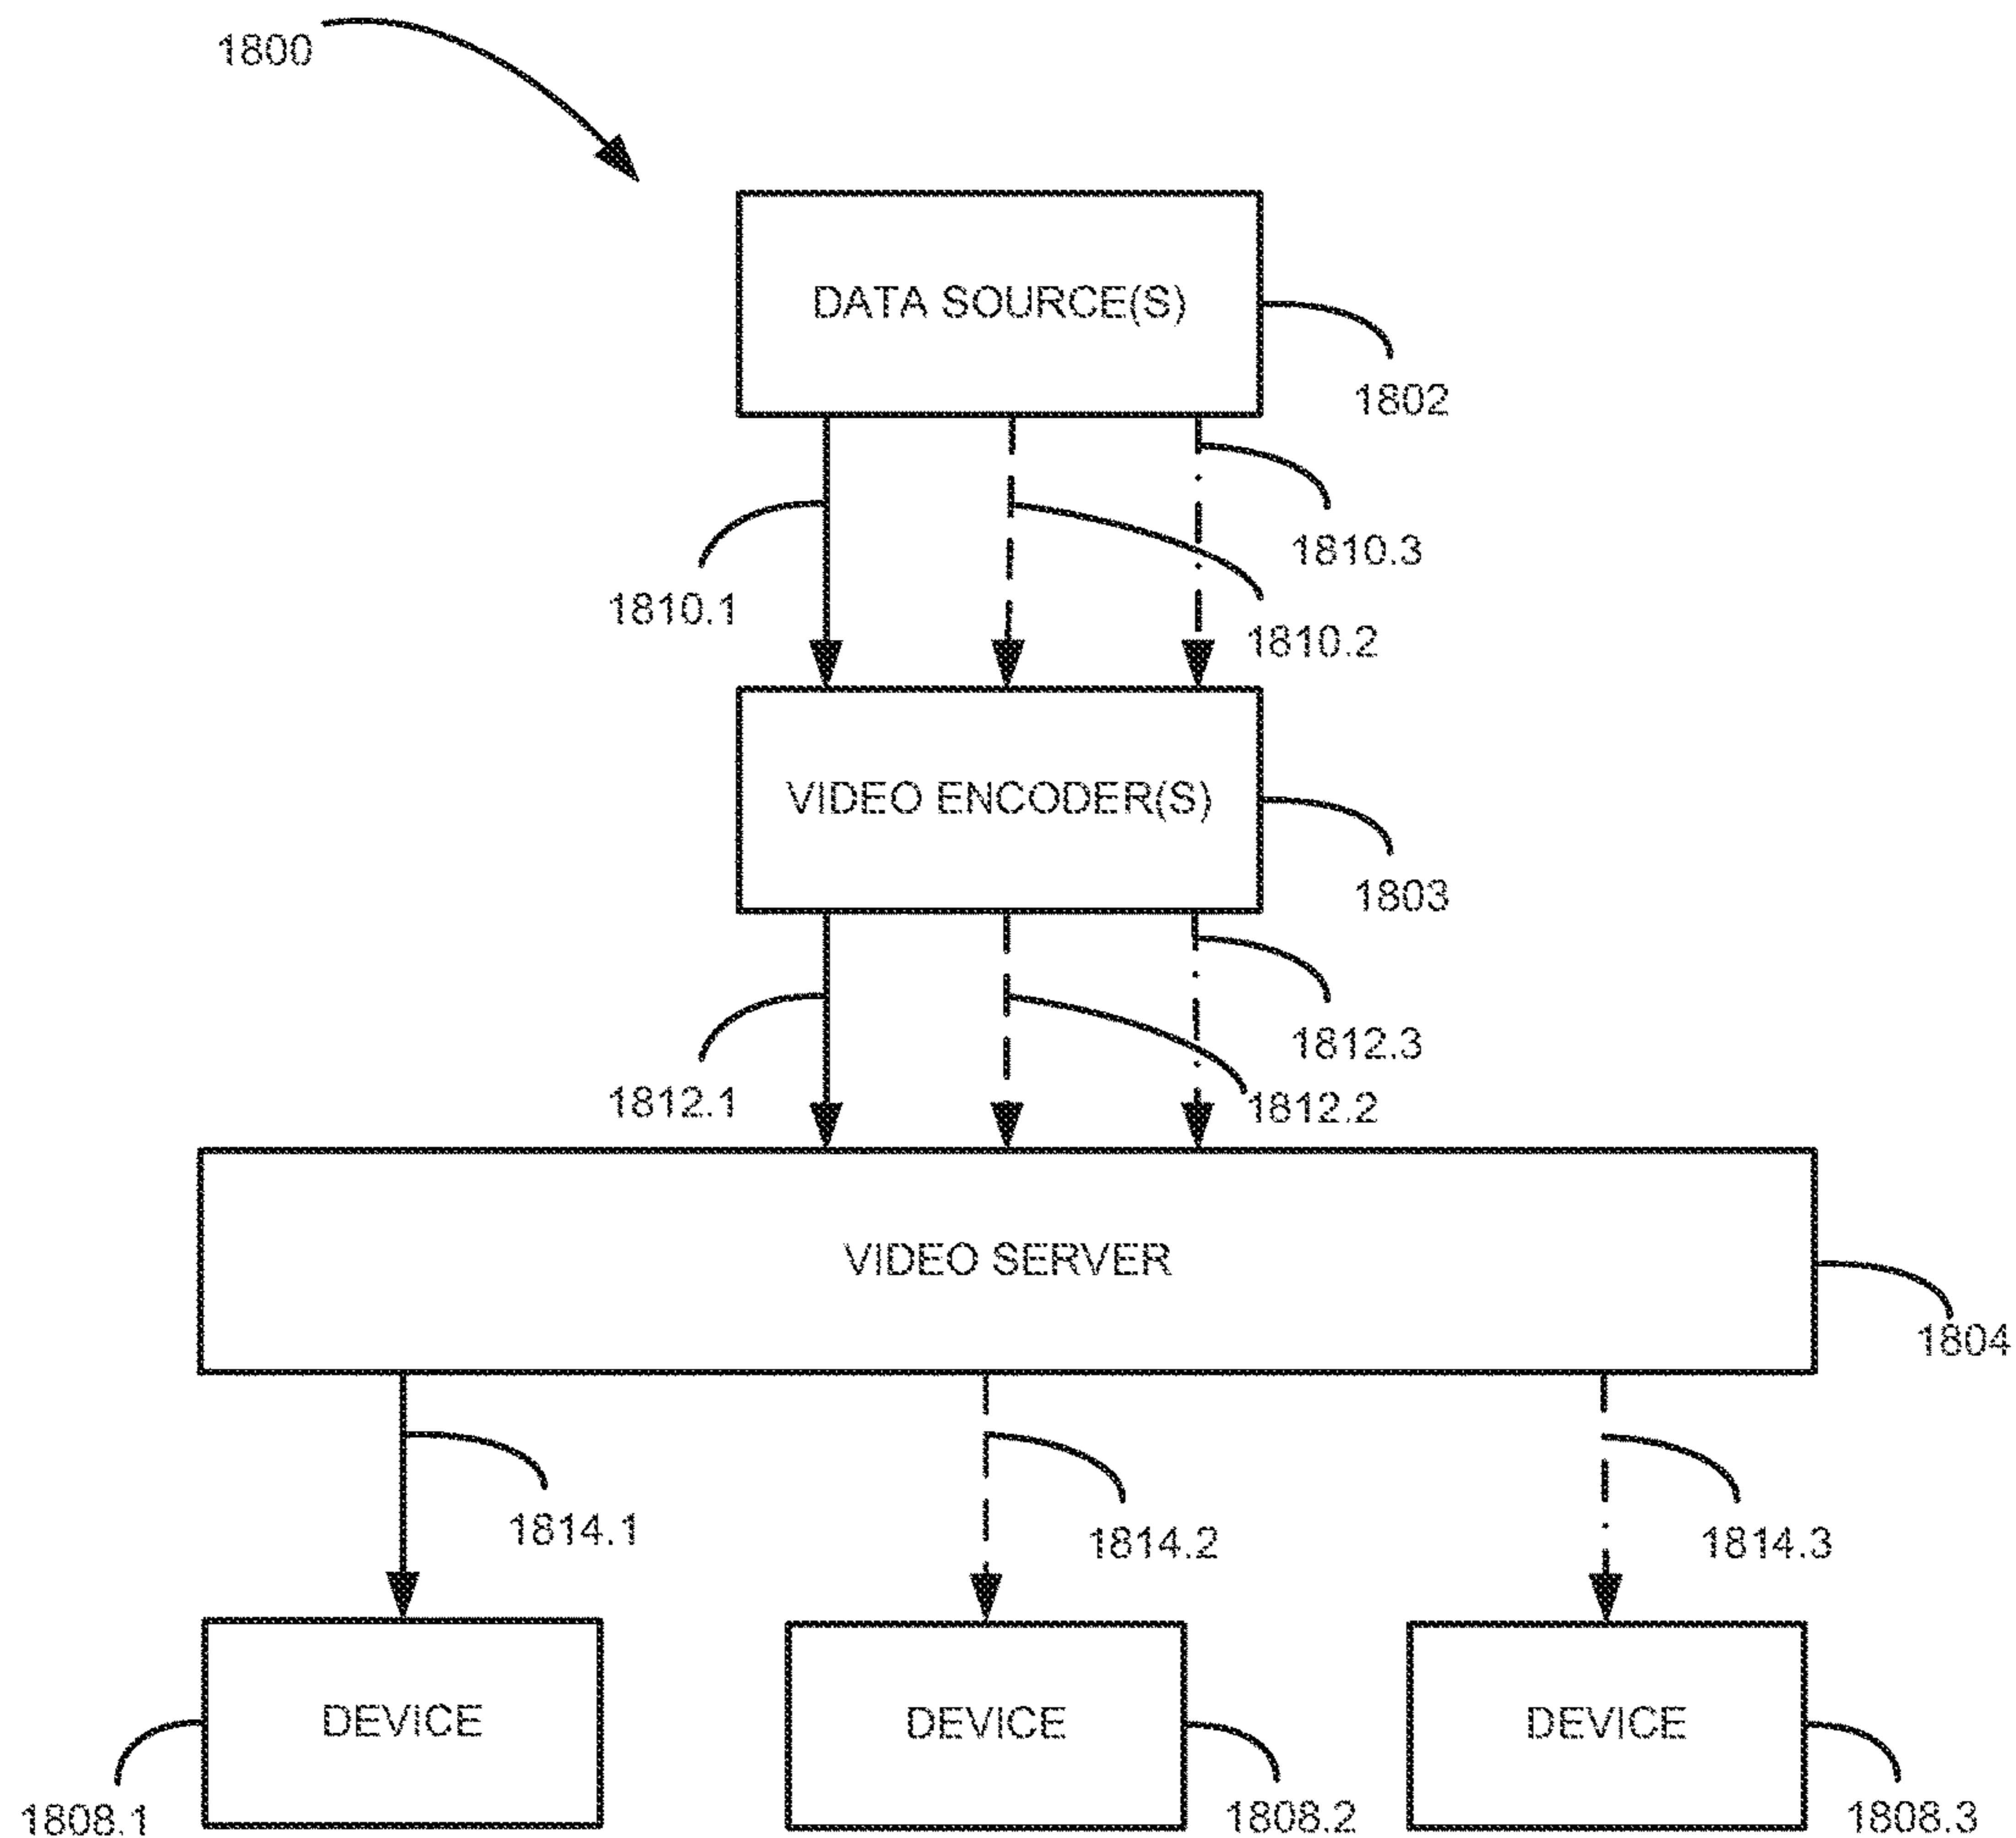 1800
DATA SOURCE(S)
1802
1810.3
1810.1
1810.2
VIDEO ENCODER(S)
1803
1812.3
1812.1
1812.2
VIDEO SERVER
1804
1814.1
1814.2
1814.3
DEVICE
DEVICE
DEVICE
1808.1
1808.2
1808.3